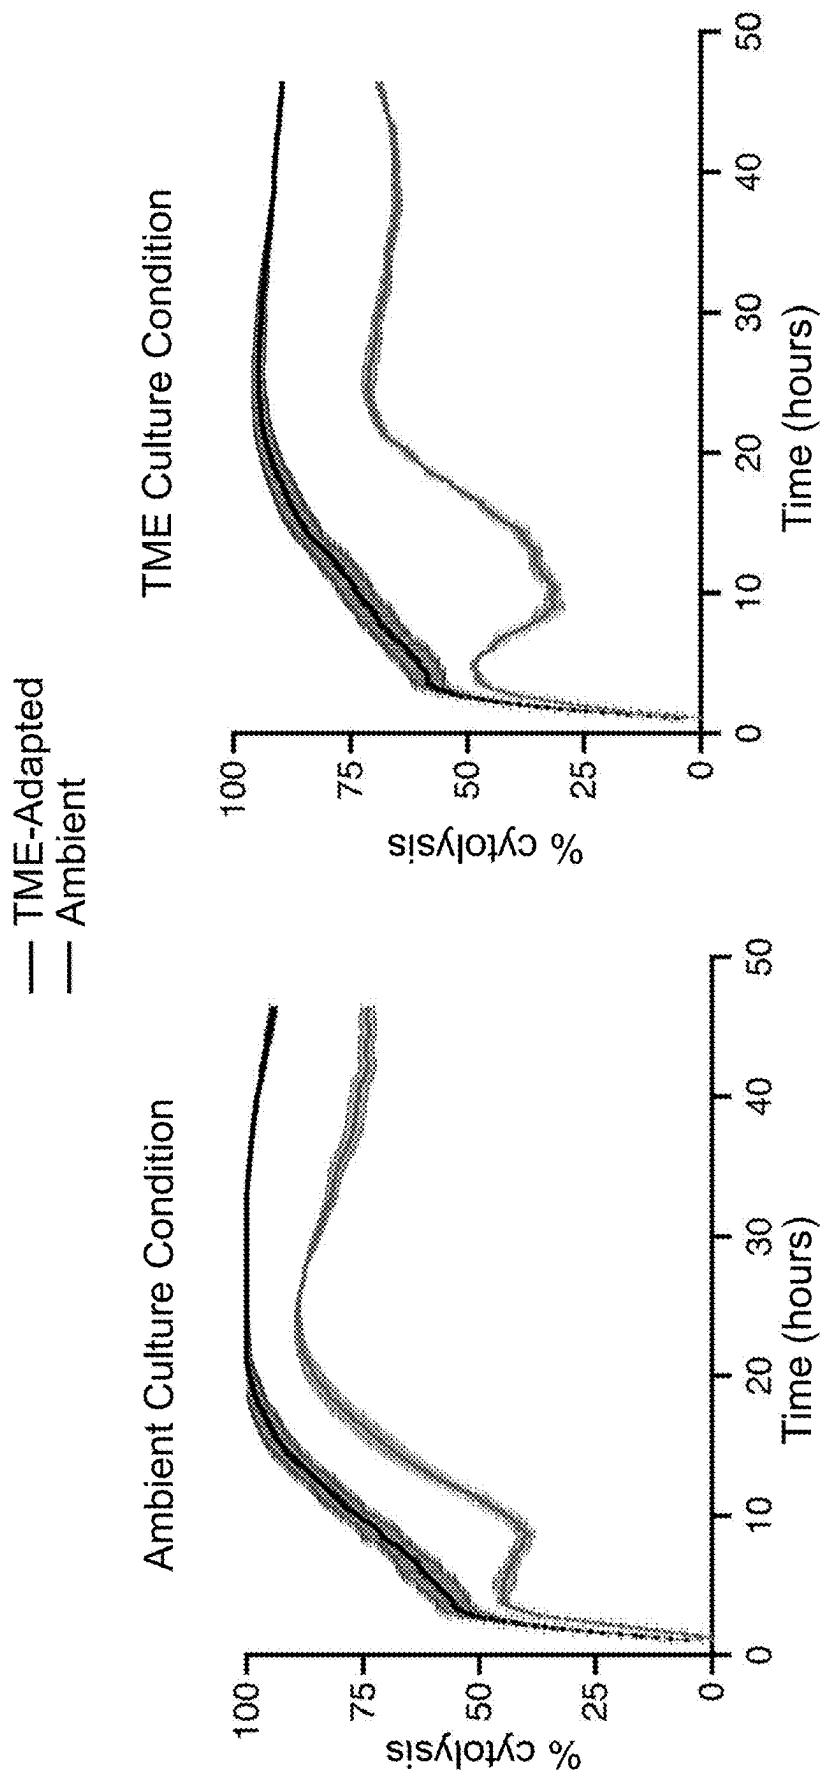 TME-Adapted
Ambient
Ambient Culture Condition
% cytolysis
100
75
50
25
0
0
10
20
30
40
50
Time (hours)
TME Culture Condition
% cytolysis
100
75
50
25
0
0
10
20
30
40
50
Time (hours)